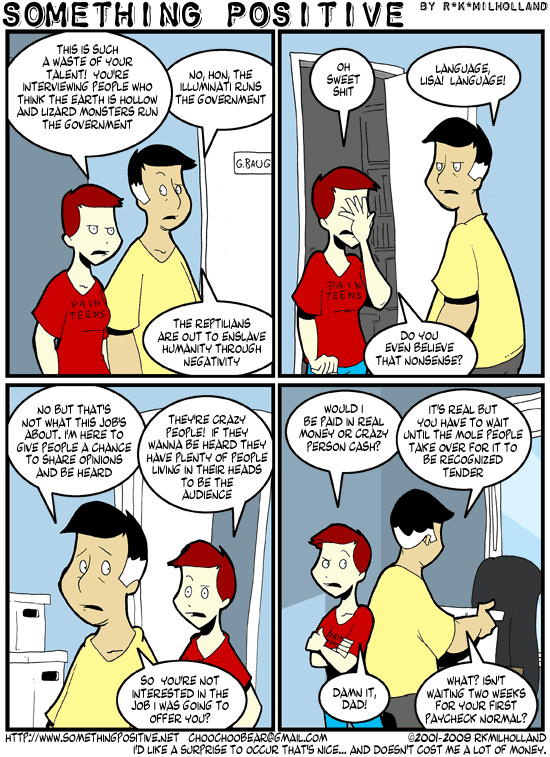 SOMETHING POSITIVE BY R*K*MILHOLLAND
THIS IS SUCH
A WASTE OF YOUR
TALENT! YOU'RE
INTERVIEWING PEOPLE WHO
THINK THE EARTH IS HOLLOW
AND LIZARD MONSTERS RUN
THE GOVERNMENT
NO, HON, THE
ILLUMINATI RUNS
THE GOVERNMENT
G.BAUG
PAIN
TEENS
THE REPTILIANS
ARE OUT TO ENSLAVE
HUMANITY THROUGH
NEGATIVITY
OH
SWEET
SHIT
LANGUAGE,
LISA! LANGUAGE!
PAIN
TEENS
DO YOU
EVEN BELIEVE
THAT NONSENSE?
NO BUT THAT'S
NOT WHAT THIS JOB'S
ABOUT. I'M HERE TO
GIVE PEOPLE A CHANCE
TO SHARE OPINIONS
AND BE HEARD
THEY'RE CRAZY
PEOPLE! IF THEY
WANNA BE HEARD THEY
HAVE PLENTY OF PEOPLE
LIVING IN THEIR HEADS
TO BE THE
AUDIENCE
SO YOU'RE NOT
INTERESTED IN THE
JOB I WAS GOING TO
OFFER YOU?
WOULD I
BE PAID IN REAL
MONEY OR CRAZY
PERSON CASH?
IT'S REAL BUT
YOU HAVE TO WAIT
UNTIL THE MOLE PEOPLE
TAKE OVER FOR IT TO
BE RECOGNIZED
TENDER
DAMN IT,
DAD!
WHAT? ISN'T
WAITING TWO WEEKS
FOR YOUR FIRST
PAYCHECK NORMAL?
HTTP://WWW.SOMETHINGPOSITIVE.NET CHOOCHOOBEAR@GMAIL.COM ©2001-2009 RKMILHOLLAND
I'D LIKE A SURPRISE TO OCCUR THAT'S NICE... AND DOESN'T COST ME A LOT OF MONEY.